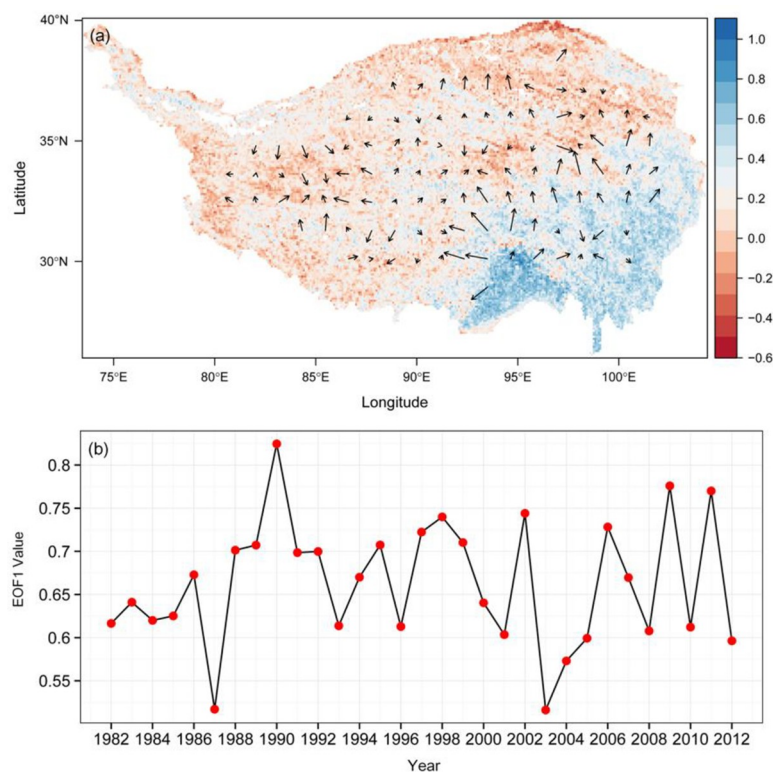 (a)
40°N
35°N
30°N
Latitude
75°E 80°E 85°E 90°E 95°E 100°E
Longitude
1.0
0.8
0.6
0.4
0.2
0.0
−0.2
−0.4
−0.6
(b)
0.8
0.75
0.7
0.65
0.6
0.55
EOF1 Value
1982 1984 1986 1988 1990 1992 1994 1996 1998 2000 2002 2004 2006 2008 2010 2012
Year